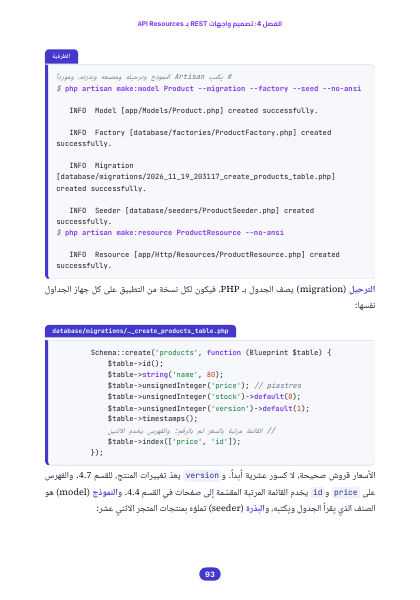 الفصل 4: تصميم واجهات REST بـ API Resources
الطرفية
# يكتب Artisan النموذج وترحيله ومصنعه وبذرته، ومورداً
$ php artisan make:model Product --migration --factory --seed --no-ansi
INFO  Model [app/Models/Product.php] created successfully.
INFO  Factory [database/factories/ProductFactory.php] created
successfully.
INFO  Migration
[database/migrations/2026_11_19_203117_create_products_table.php]
created successfully.
INFO  Seeder [database/seeders/ProductSeeder.php] created
successfully.
$ php artisan make:resource ProductResource --no-ansi
INFO  Resource [app/Http/Resources/ProductResource.php] created
successfully.
الترحيل (migration) يصف الجدول بـ PHP، فيكون لكل نسخة من التطبيق على كل جهاز الجداول
نفسها:
database/migrations/…_create_products_table.php
Schema::create('products', function (Blueprint $table) {
$table->id();
$table->string('name', 80);
$table->unsignedInteger('price'); // piastres
$table->unsignedInteger('stock')->default(0);
$table->unsignedInteger('version')->default(1);
$table->timestamps();
// القائمة مرتبة بالسعر ثم بالرقم: والفهرس يخدم الاثنين
$table->index(['price', 'id']);
});
الأسعار قروش صحيحة، لا كسور عشرية أبداً. و version يعدّ تغييرات المنتج، للقسم 4.7. والفهرس
على price و id يخدم القائمة المرتبة المقسّمة إلى صفحات في القسم 4.4. والنموذج (model) هو
الصنف الذي يقرأ الجدول ويكتبه، والبذرة (seeder) تملؤه بمنتجات المتجر الاثني عشر:
93